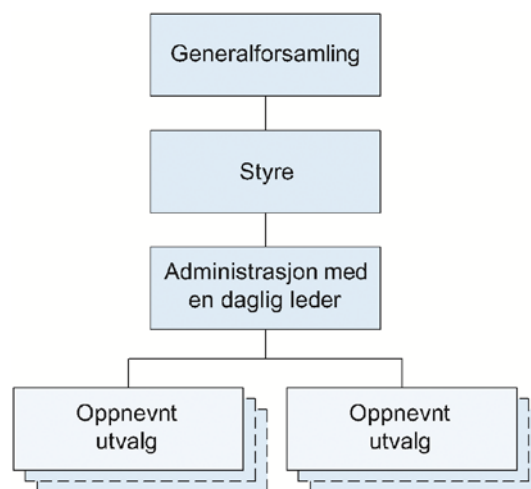 Generalforsamling
Styre
Administrasjon med
en daglig leder
Oppnevnt
utvalg
Oppnevnt
utvalg